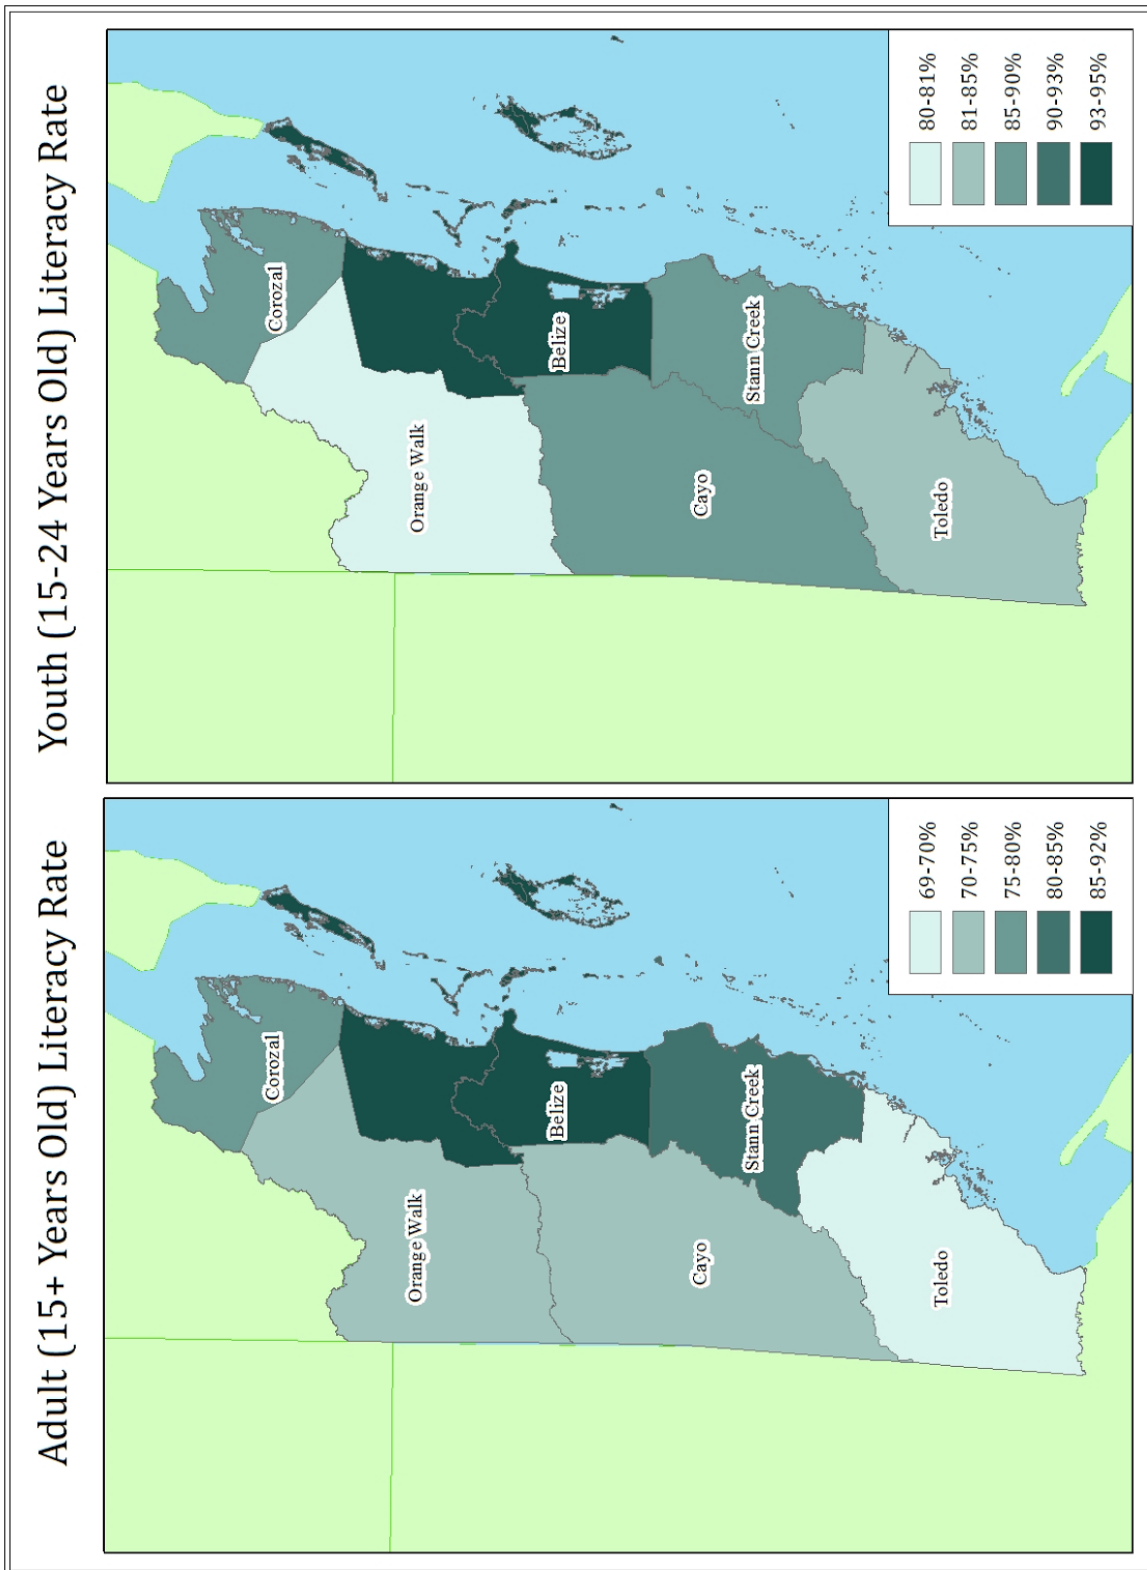 Adult (15+ Years Old) Literacy Rate
Corozal
Orange Walk
Belize
Cayo
Stann Creek
Toledo
69-70%
70-75%
75-80%
80-85%
85-92%
Youth (15-24 Years Old) Literacy Rate
Corozal
Orange Walk
Belize
Cayo
Stann Creek
Toledo
80-81%
81-85%
85-90%
90-93%
93-95%